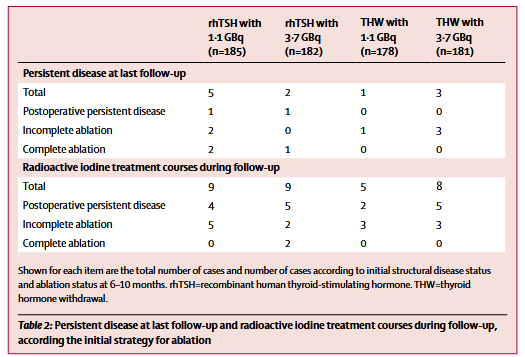 rhTSH with 1·1 GBq (n=185) rhTSH with 3·7 GBq (n=182) THW with 1·1 GBq (n=178) THW with 3·7 GBq (n=181)
Persistent disease at last follow-up
Total 5 2 1 3
Postoperative persistent disease 1 1 0 0
Incomplete ablation 2 0 1 3
Complete ablation 2 1 0 0
Radioactive iodine treatment courses during follow-up
Total 9 9 5 8
Postoperative persistent disease 4 5 2 5
Incomplete ablation 5 2 3 3
Complete ablation 0 2 0 0
Shown for each item are the total number of cases and number of cases according to initial structural disease status
and ablation status at 6–10 months. rhTSH=recombinant human thyroid-stimulating hormone. THW=thyroid
hormone withdrawal.
Table 2: Persistent disease at last follow-up and radioactive iodine treatment courses during follow-up,
according the initial strategy for ablation